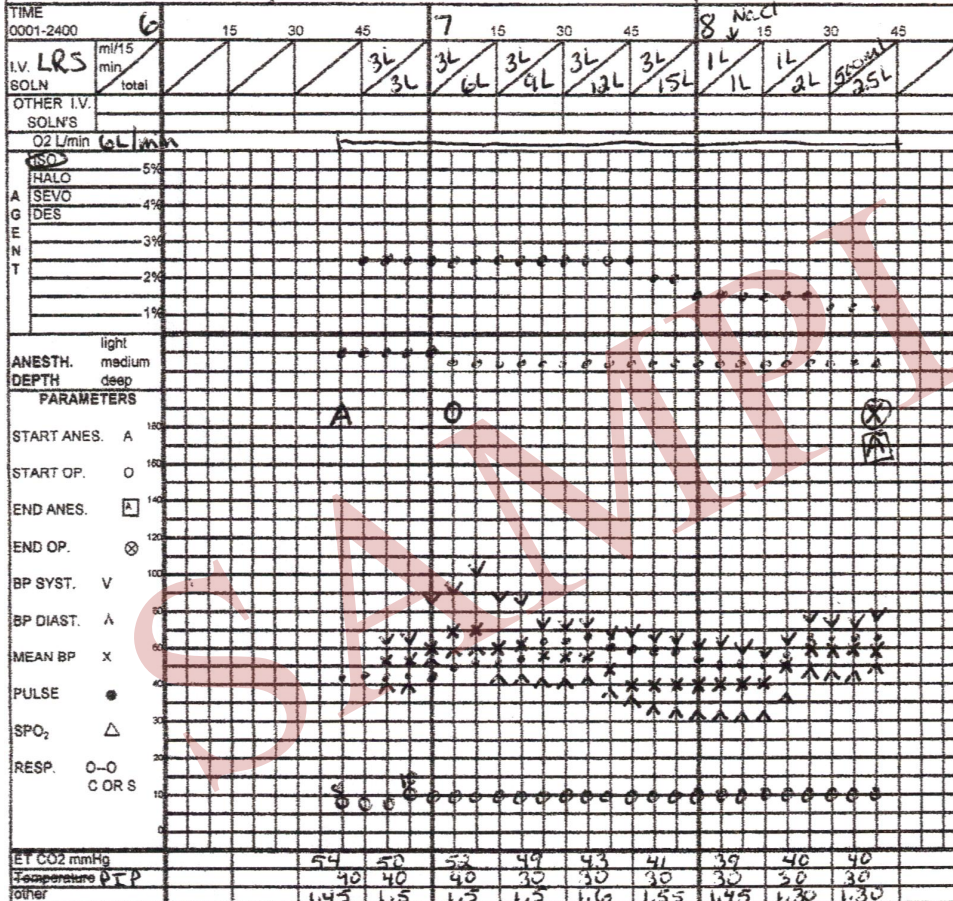 TIME
0001-2400 6 15 30 45 7 15 30 45 8 NaCl 15 30 45
I.V. LRS SOLN ml/15 min total 3L 3L 3L 6L 3L 9L 3L 12L 3L 15L 1L 1L 1L 2L 500ml 2.5L
OTHER I.V.
SOLN'S
O2 L/min 6L/min
AGENT
ISO 5%
HALO
SEVO 4%
DES
3%
2%
1%
ANESTH. DEPTH
light
medium
deep
PARAMETERS
180 A O
START ANES. A
160
START OP. O
140
END ANES. A
120
END OP. ⊗
100
BP SYST. V
80
BP DIAST. Λ
60
MEAN BP X
40
PULSE ●
30
SPO2 △
20
RESP. O--O
C OR S
10
0
ET CO2 mmHg 54 50 52 49 43 41 39 40 40
Temperature PIP 40 40 40 30 30 30 30 30 30
other 1.45 1.5 1.5 1.5 1.6 1.55 1.45 1.30 1.30
SAMPL